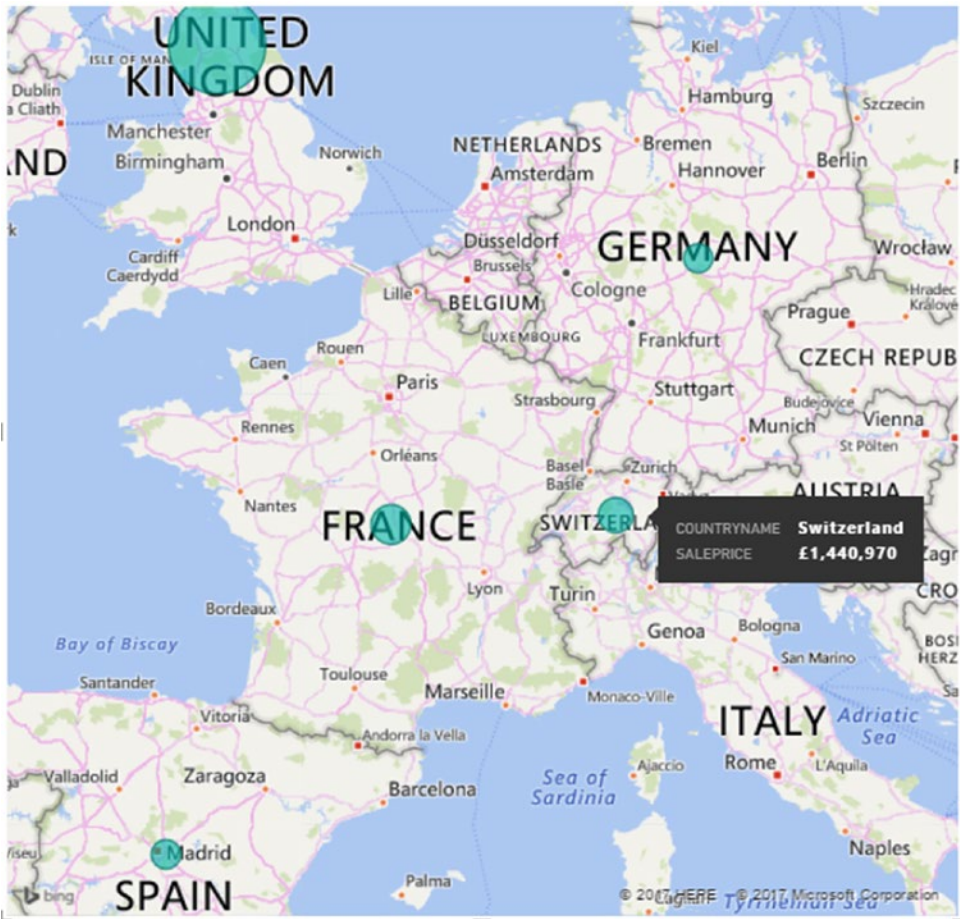 UNITED
KINGDOM
ISLE OF MAN
Dublin
a Cliath
Manchester
Birmingham
Norwich
London
Cardiff
Caerdydd
Kiel
Hamburg
Szczecin
Bremen
Hannover
Berlin
NETHERLANDS
Amsterdam
Düsseldorf
GERMANY
Wrocław
Brussels
Cologne
Lille
BELGIUM
Hradec
Králové
Prague
LUXEMBOURG
Frankfurt
CZECH REPUB
Rouen
Caen
Paris
Strasbourg
Stuttgart
Budejovice
Munich
Vienna
St Pölten
Rennes
Orléans
Basel
Basle
Zurich
Nantes
AUSTRIA
FRANCE
SWITZERLA
COUNTRYNAME Switzerland
SALEPRICE £1,440,970
Zagr
CRO
Lyon
Turin
Bordeaux
Genoa
Bologna
BOSI
HERZ
Bay of Biscay
San Marino
Santander
Toulouse
Marseille
Monaco-Ville
Vitoria
ITALY
Adriatic
Sea
Andorra la Vella
Valladolid
Zaragoza
Barcelona
Sea of
Sardinia
Ajaccio
Rome
L'Aquila
Madrid
Naples
SPAIN
Palma
bing
© 2017 HERE © 2017 Microsoft Corporation
Tyrrhenian Sea